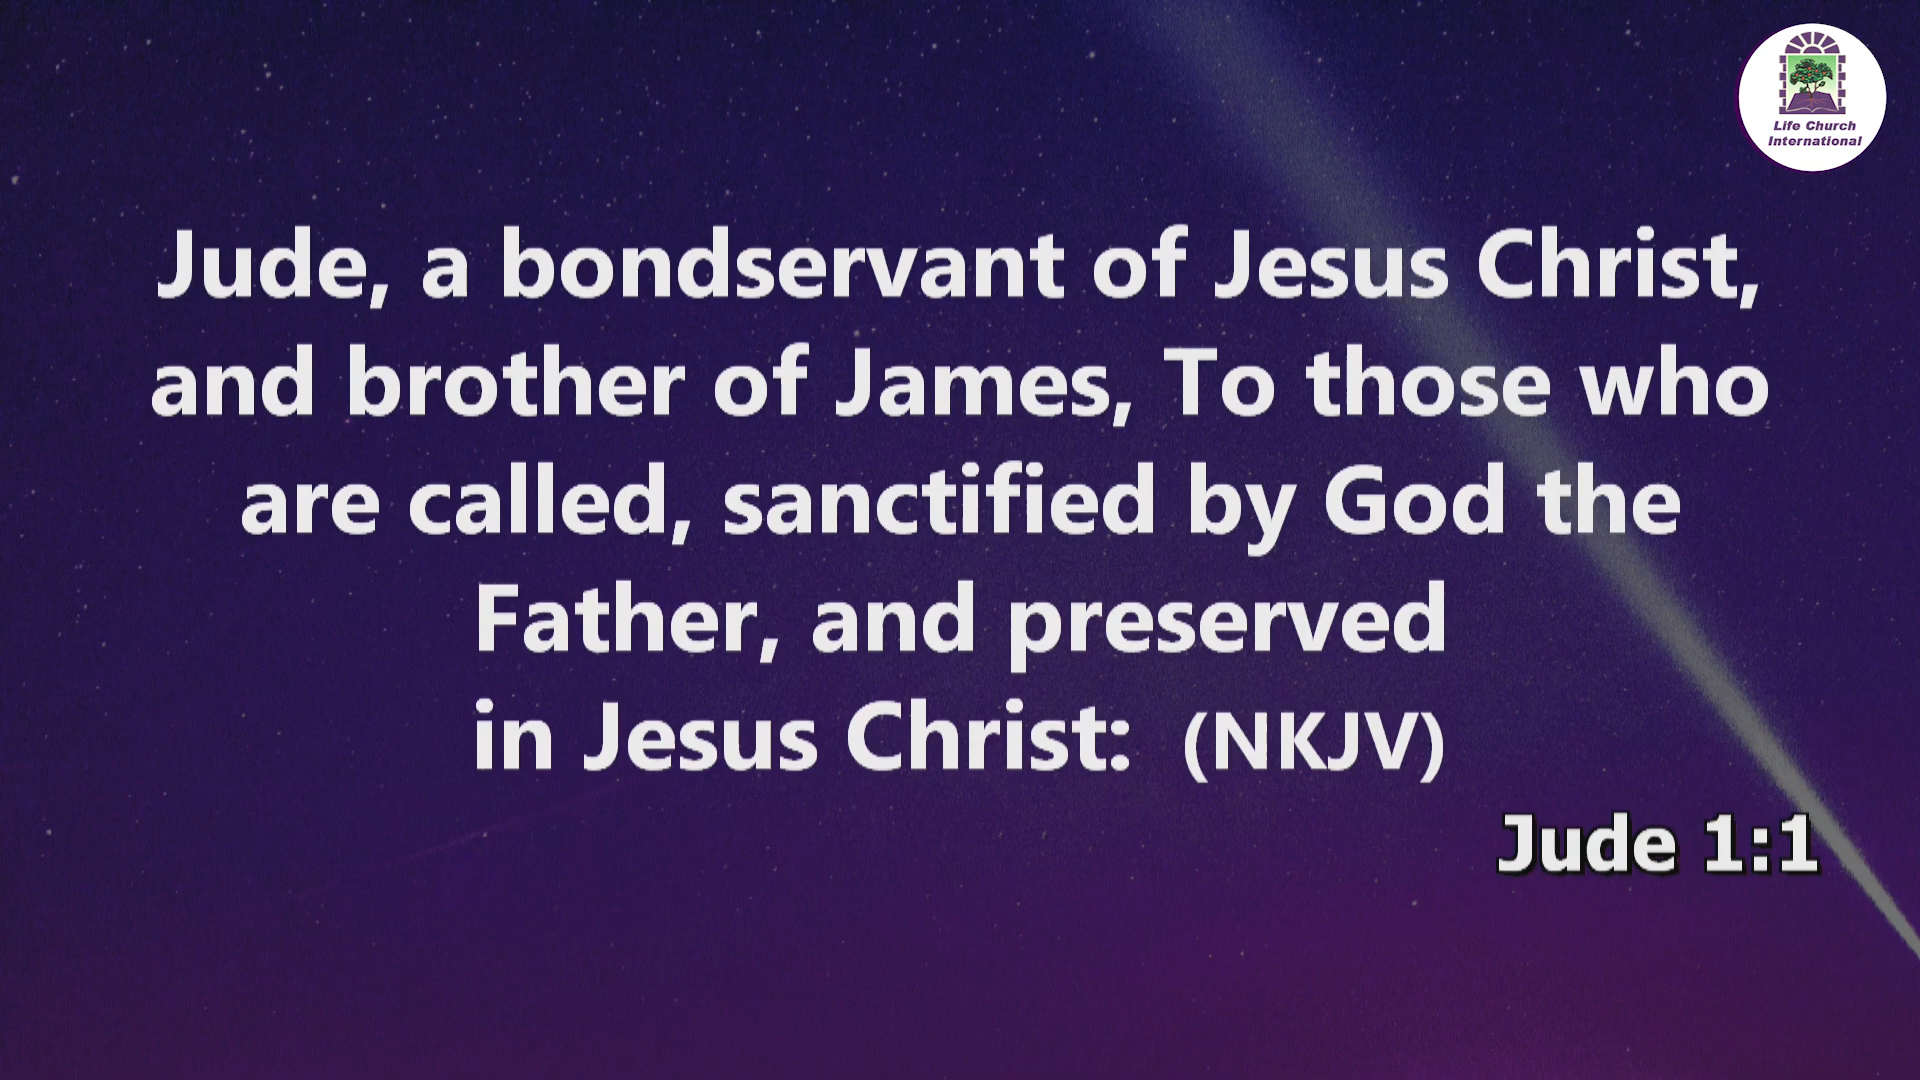 Life Church
International
Jude, a bondservant of Jesus Christ,
and brother of James, To those who
are called, sanctified by God the
Father, and preserved
in Jesus Christ: (NKJV)
Jude 1:1